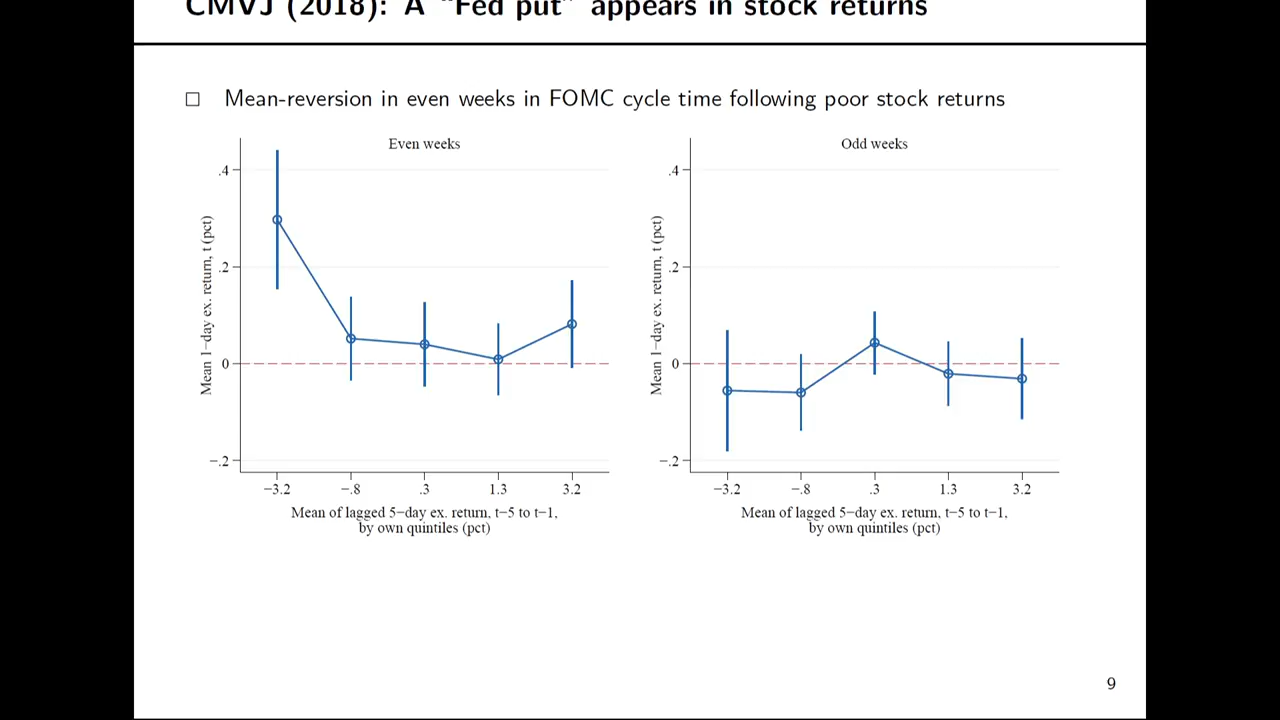 CMVJ (2018): A "Fed put" appears in stock returns
□ Mean-reversion in even weeks in FOMC cycle time following poor stock returns
Even weeks
Mean 1−day ex. return, t (pct)
.4
.2
0
−.2
−3.2 −.8 .3 1.3 3.2
Mean of lagged 5−day ex. return, t−5 to t−1,
by own quintiles (pct)
Odd weeks
Mean 1−day ex. return, t (pct)
.4
.2
0
−.2
−3.2 −.8 .3 1.3 3.2
Mean of lagged 5−day ex. return, t−5 to t−1,
by own quintiles (pct)
9